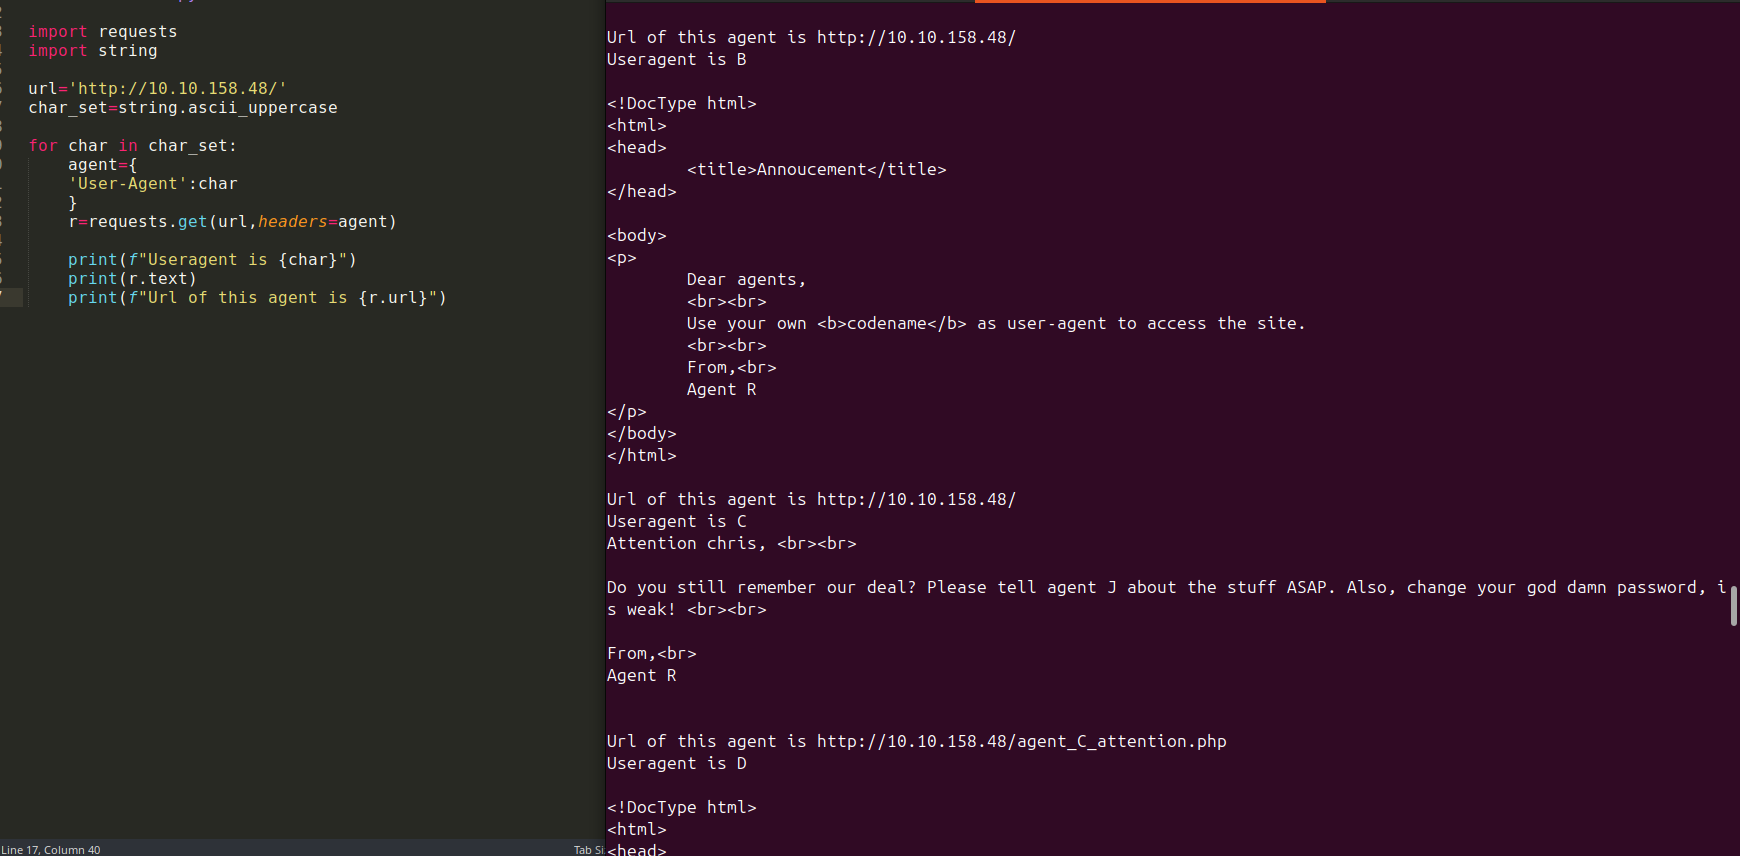 import requests
import string
url='http://10.10.158.48/'
char_set=string.ascii_uppercase
for char in char_set:
agent={
'User-Agent':char
}
r=requests.get(url,headers=agent)
print(f"Useragent is {char}")
print(r.text)
print(f"Url of this agent is {r.url}")
Line 17, Column 40
Tab Si
Url of this agent is http://10.10.158.48/
Useragent is B
<!DocType html>
<html>
<head>
<title>Annoucement</title>
</head>
<body>
<p>
Dear agents,
<br><br>
Use your own <b>codename</b> as user-agent to access the site.
<br><br>
From,<br>
Agent R
</p>
</body>
</html>
Url of this agent is http://10.10.158.48/
Useragent is C
Attention chris, <br><br>
Do you still remember our deal? Please tell agent J about the stuff ASAP. Also, change your god damn password, i
s weak! <br><br>
From,<br>
Agent R
Url of this agent is http://10.10.158.48/agent_C_attention.php
Useragent is D
<!DocType html>
<html>
<head>